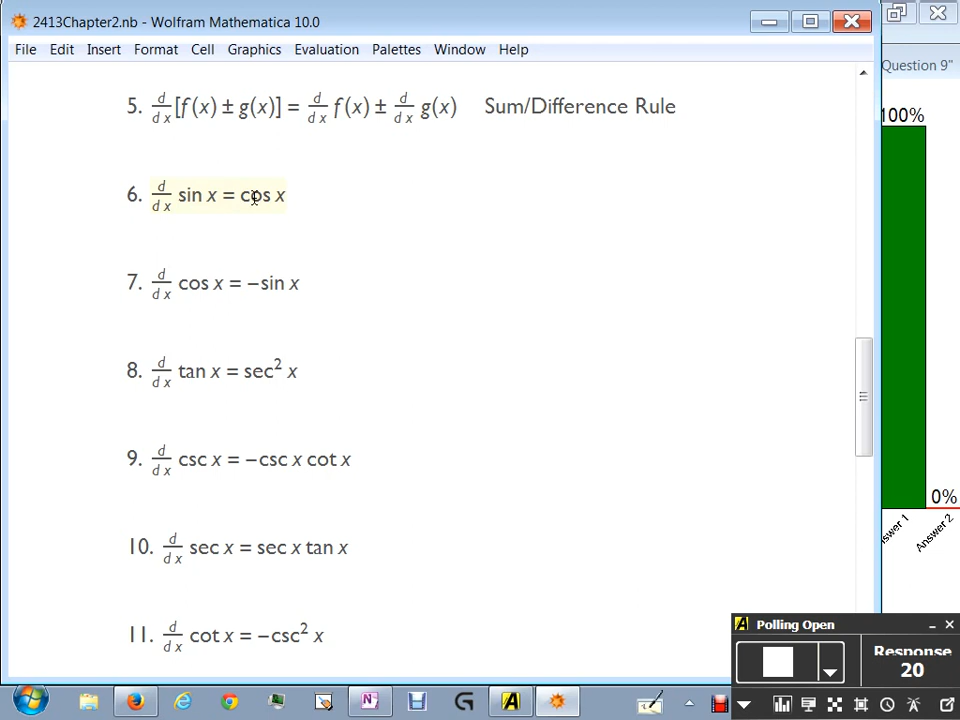 2413Chapter2.nb - Wolfram Mathematica 10.0
File Edit Insert Format Cell Graphics Evaluation Palettes Window Help
Question 9"
5. d/dx [f(x) ± g(x)] = d/dx f(x) ± d/dx g(x) Sum/Difference Rule
100%
6. d/dx sin x = cos x
7. d/dx cos x = −sin x
8. d/dx tan x = sec² x
9. d/dx csc x = −csc x cot x
0%
nswer 1
Answer 2
10. d/dx sec x = sec x tan x
11. d/dx cot x = −csc² x
Polling Open
Response
20